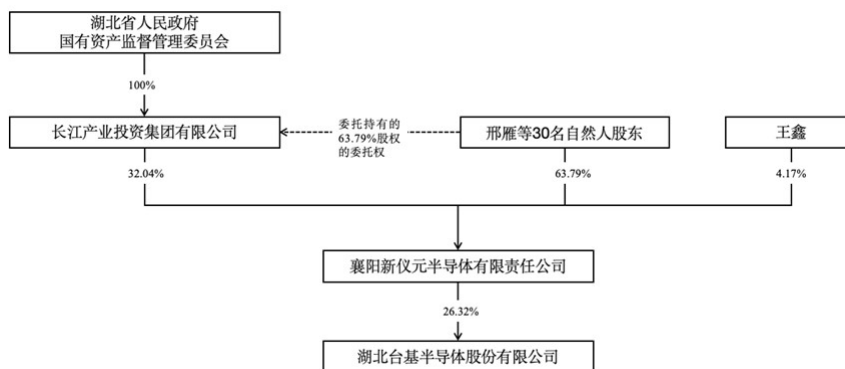 湖北省人民政府
国有资产监督管理委员会
100%
长江产业投资集团有限公司
委托持有的
63.79%股权
的委托权
邢雁等30名自然人股东
王鑫
32.04%
63.79%
4.17%
襄阳新仪元半导体有限责任公司
26.32%
湖北台基半导体股份有限公司